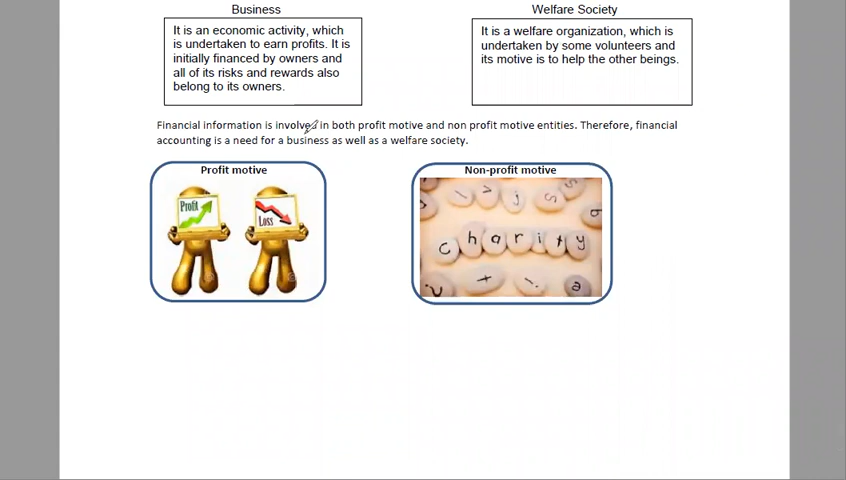 Business
Welfare Society
It is an economic activity, which
is undertaken to earn profits. It is
initially financed by owners and
all of its risks and rewards also
belong to its owners.
It is a welfare organization, which is
undertaken by some volunteers and
its motive is to help the other beings.
Financial information is involved in both profit motive and non profit motive entities. Therefore, financial
accounting is a need for a business as well as a welfare society.
Profit motive
Profit
Loss
Non-profit motive
charity